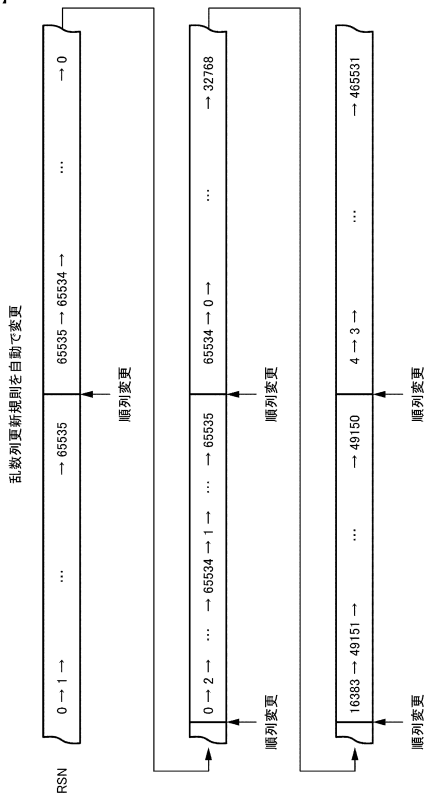 乱数列更新規則を自動で変更
RSN
0 → 1 → … → 65535
65535 → 65534 → … → 0
順列変更
0 → 2 → … → 65534 → 1 → … → 65535
65534 → 0 → … → 32768
順列変更
順列変更
16383 → 49151 → … → 49150
4 → 3 → … → 465531
順列変更
順列変更